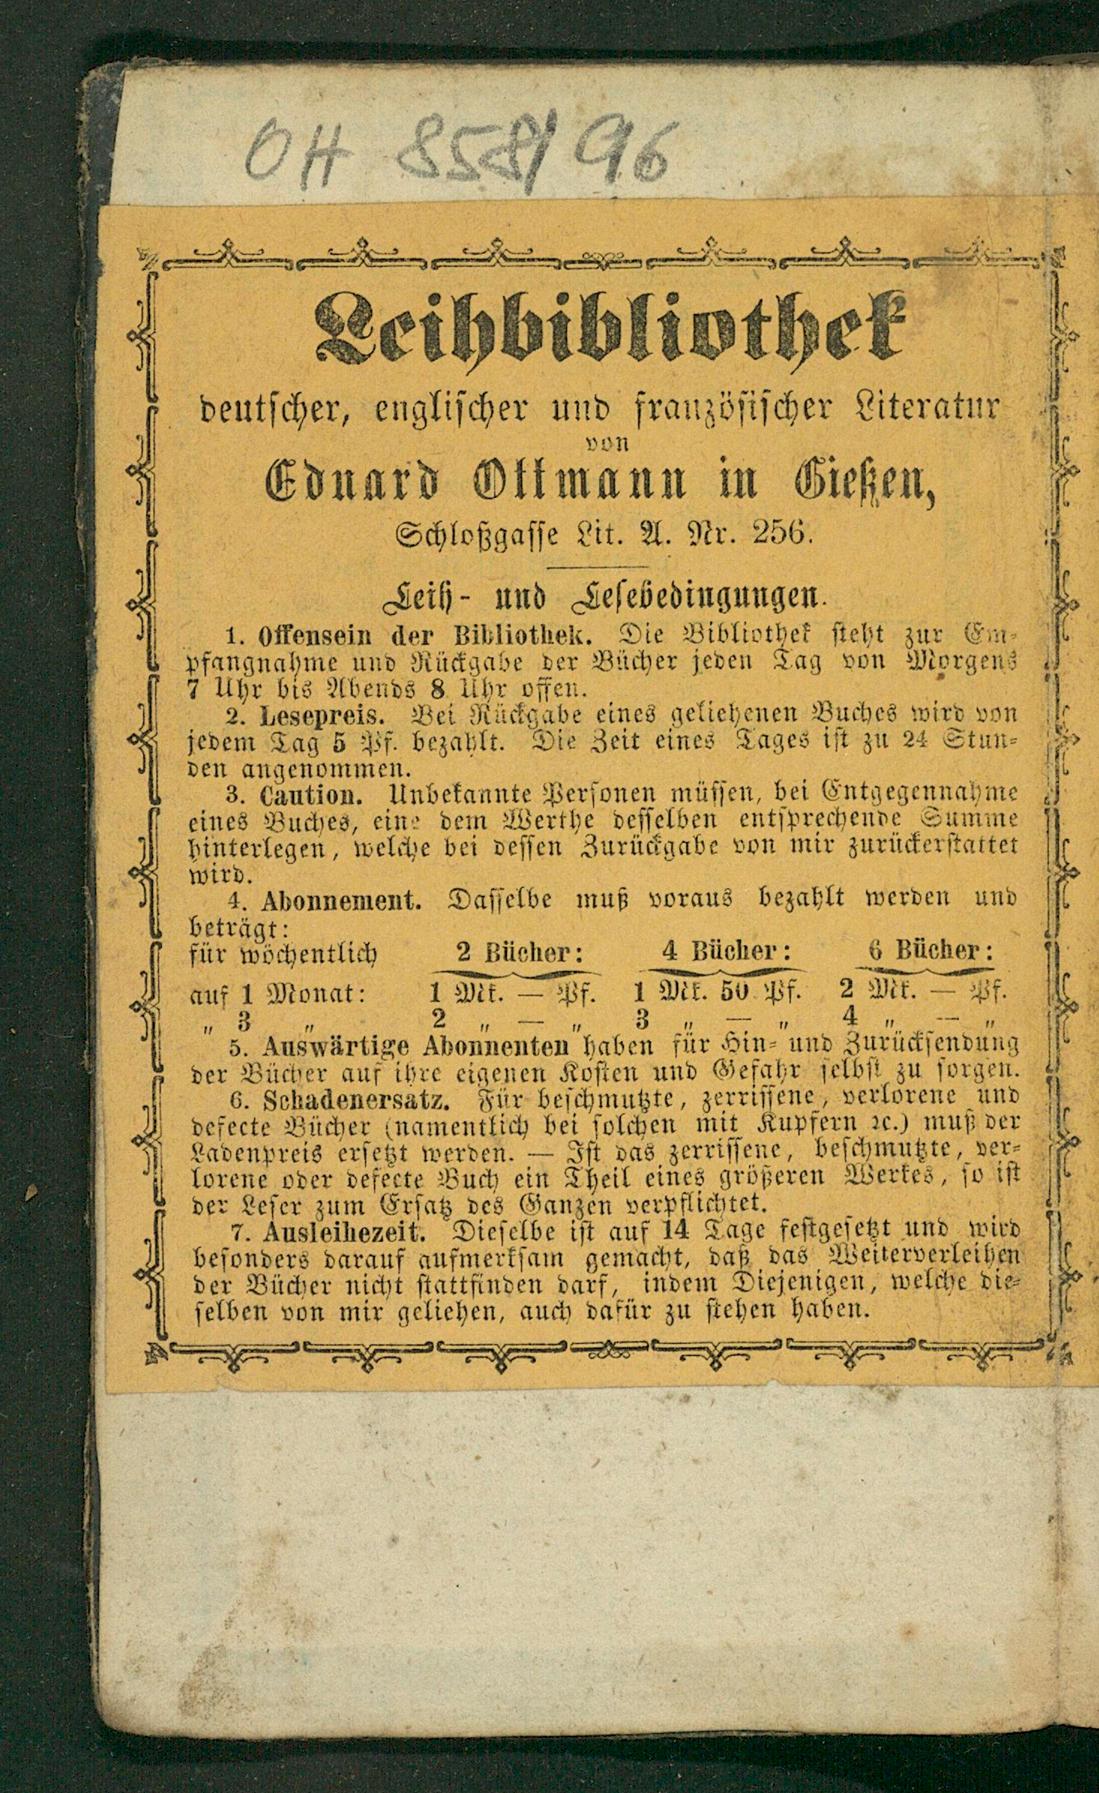 OH 858/96
Leihbibliothek
deutscher, englischer und französischer Literatur
von
Eduard Ottmann in Gießen,
Schloßgasse Lit. A. Nr. 256.
Leih- und Lesebedingungen.
1. Offensein der Bibliothek. Die Bibliothek steht zur Em-
pfangnahme und Rückgabe der Bücher jeden Tag von Morgens
7 Uhr bis Abends 8 Uhr offen.
2. Lesepreis. Bei Rückgabe eines geliehenen Buches wird von
jedem Tag 5 Pf. bezahlt. Die Zeit eines Tages ist zu 24 Stun-
den angenommen.
3. Caution. Unbekannte Personen müssen, bei Entgegennahme
eines Buches, eine dem Werthe desselben entsprechende Summe
hinterlegen, welche bei dessen Zurückgabe von mir zurückerstattet
wird.
4. Abonnement. Dasselbe muß voraus bezahlt werden und
beträgt:
für wöchentlich 2 Bücher: 4 Bücher: 6 Bücher:
auf 1 Monat: 1 Mk. — Pf. 1 Mk. 50 Pf. 2 Mk. — Pf.
„ 3 „ 2 „ — „ 3 „ — „ 4 „ — „
5. Auswärtige Abonnenten haben für Hin- und Zurücksendung
der Bücher auf ihre eigenen Kosten und Gefahr selbst zu sorgen.
6. Schadenersatz. Für beschmutzte, zerrissene, verlorene und
defecte Bücher (namentlich bei solchen mit Kupfern ꝛc.) muß der
Ladenpreis ersetzt werden. — Ist das zerrissene, beschmutzte, ver-
lorene oder defecte Buch ein Theil eines größeren Werkes, so ist
der Leser zum Ersatz des Ganzen verpflichtet.
7. Ausleihezeit. Dieselbe ist auf 14 Tage festgesetzt und wird
besonders darauf aufmerksam gemacht, daß das Weiterverleihen
der Bücher nicht stattfinden darf, indem Diejenigen, welche die-
selben von mir geliehen, auch dafür zu stehen haben.